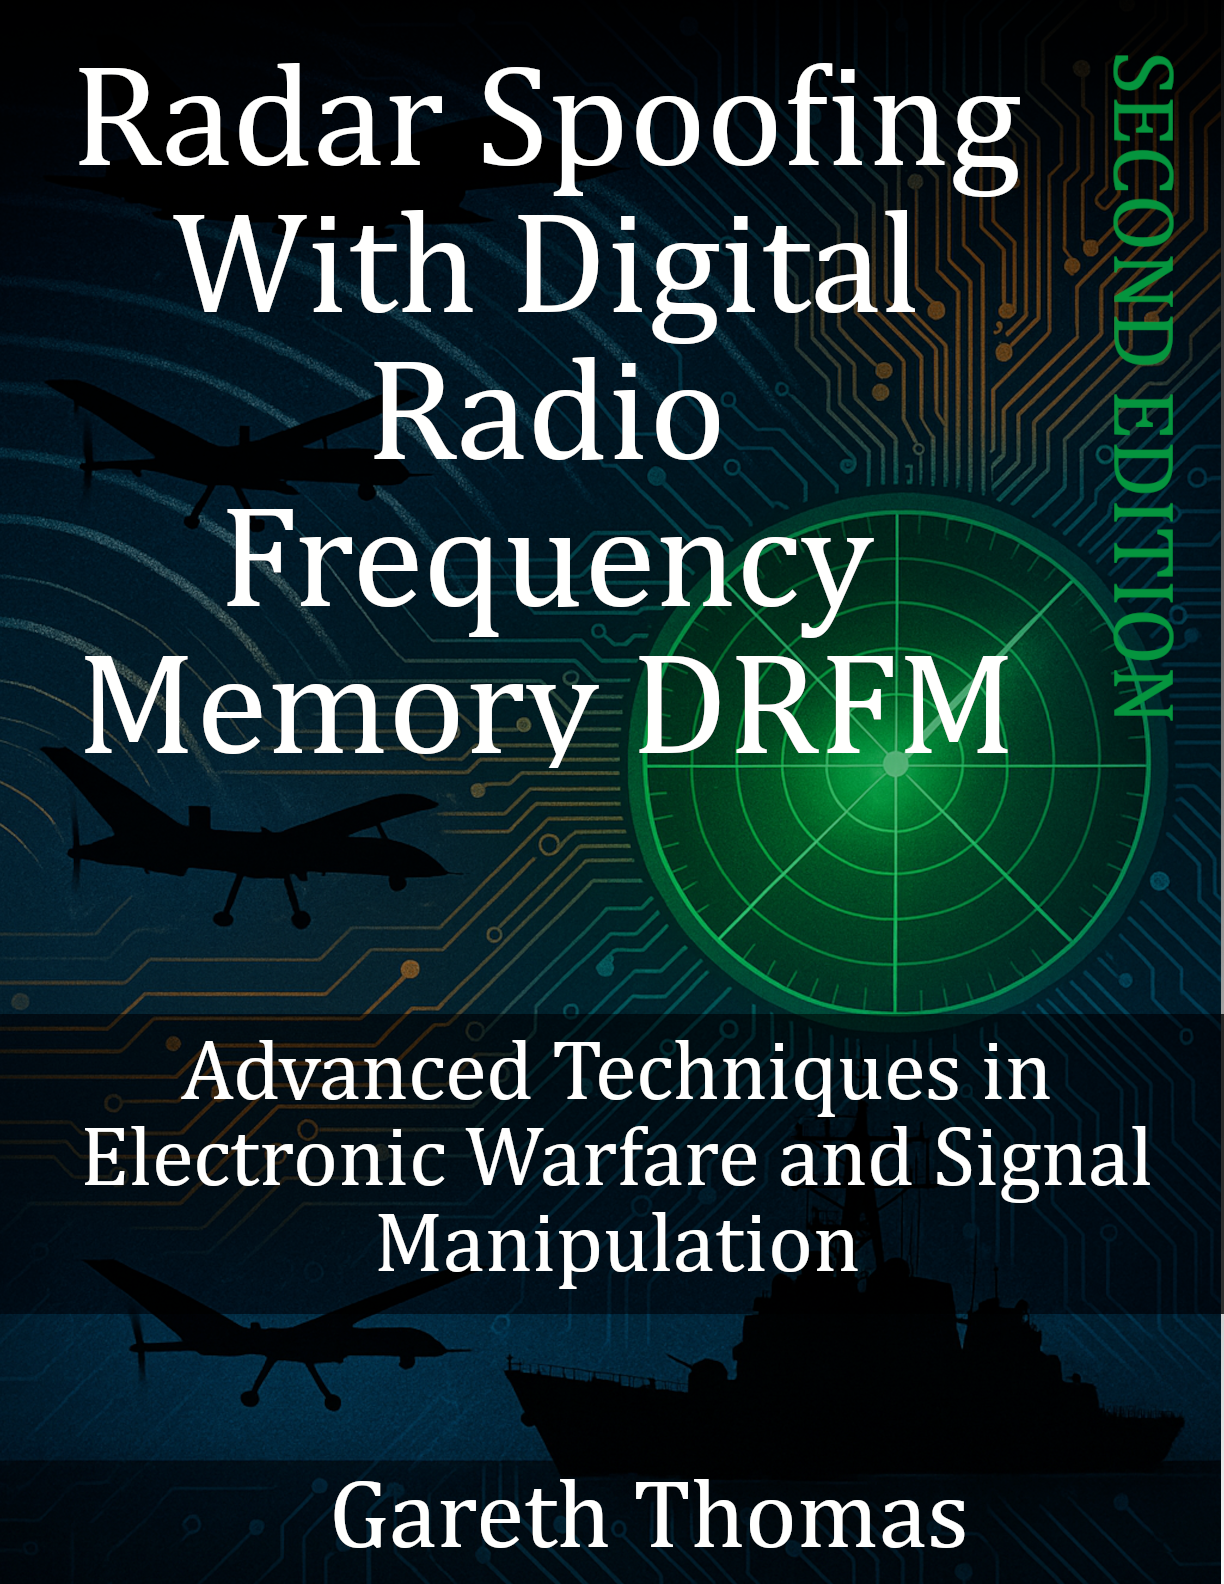 Radar Spoofing
With Digital
Radio
Frequency
Memory DRFM
SECOND EDITION
Advanced Techniques in
Electronic Warfare and Signal
Manipulation
Gareth Thomas